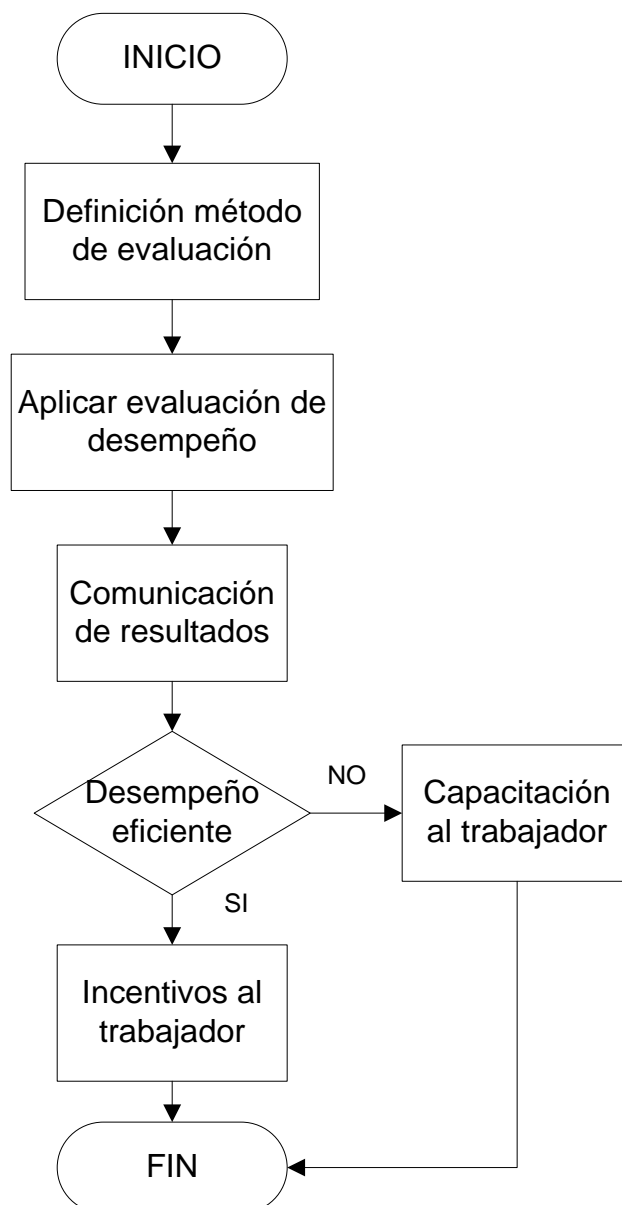 INICIO
Definición método
de evaluación
Aplicar evaluación de
desempeño
Comunicación
de resultados
Desempeño
eficiente
NO
Capacitación
al trabajador
SI
Incentivos al
trabajador
FIN